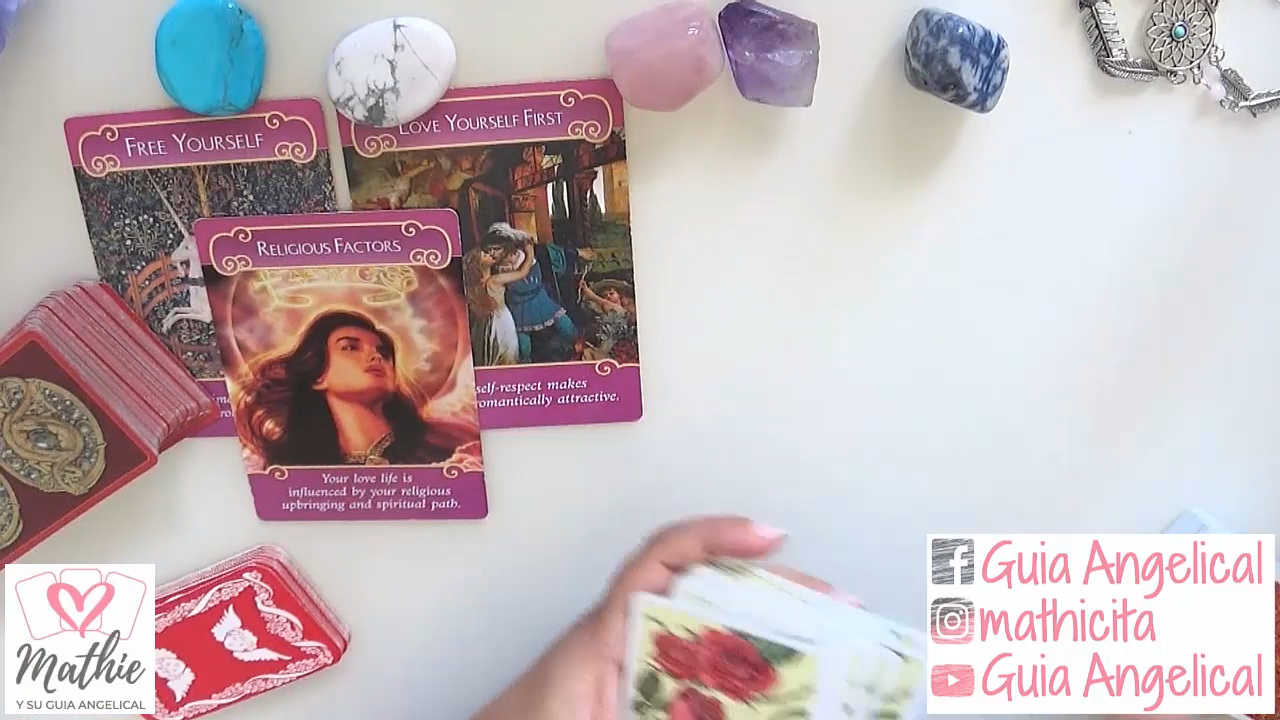 FREE YOURSELF
LOVE YOURSELF FIRST
RELIGIOUS FACTORS
self-respect makes
romantically attractive.
Your love life is
influenced by your religious
upbringing and spiritual path.
Mathie
Y SU GUIA ANGELICAL
Guia Angelical
mathicita
Guia Angelical